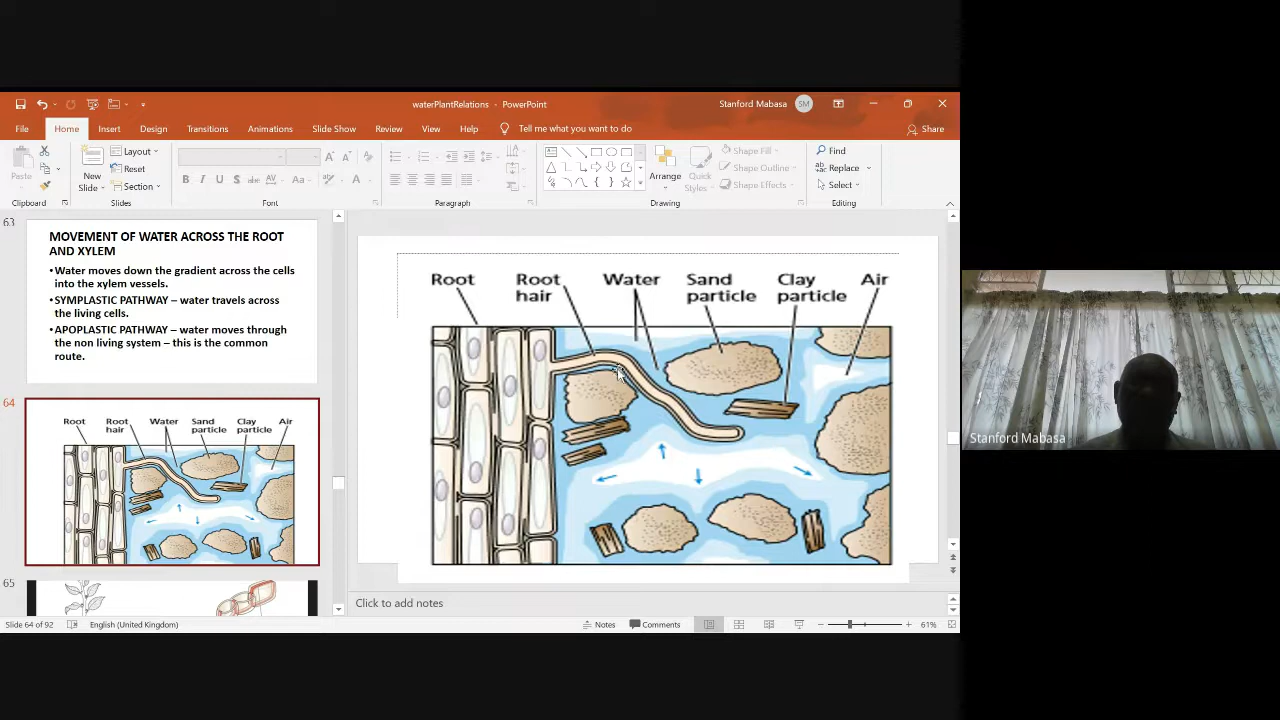 waterPlantRelations - PowerPoint
Stanford Mabasa SM
File Home Insert Design Transitions Animations Slide Show Review View Help Tell me what you want to do Share
Paste
New
Slide
Layout
Reset
Section
B I U S abc AV Aa A
Arrange
Quick
Styles
Shape Fill
Shape Outline
Shape Effects
Find
Replace
Select
Clipboard Slides Font Paragraph Drawing Editing
63
MOVEMENT OF WATER ACROSS THE ROOT
AND XYLEM
•Water moves down the gradient across the cells
into the xylem vessels.
•SYMPLASTIC PATHWAY – water travels across
the living cells.
•APOPLASTIC PATHWAY – water moves through
the non living system – this is the common
route.
64
Root Root
hair Water Sand
particle Clay
particle Air
65
Root Root
hair Water Sand
particle Clay
particle Air
Click to add notes
Slide 64 of 92 English (United Kingdom) Notes Comments 61%
Stanford Mabasa